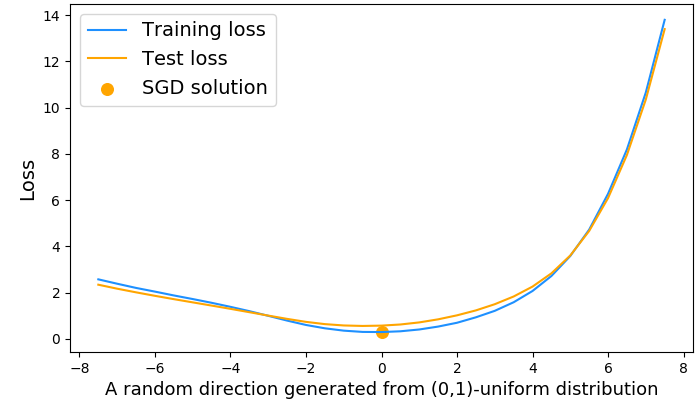 Training loss
Test loss
SGD solution
Loss
14
12
10
8
6
4
2
0
−8 −6 −4 −2 0 2 4 6 8
A random direction generated from (0,1)-uniform distribution